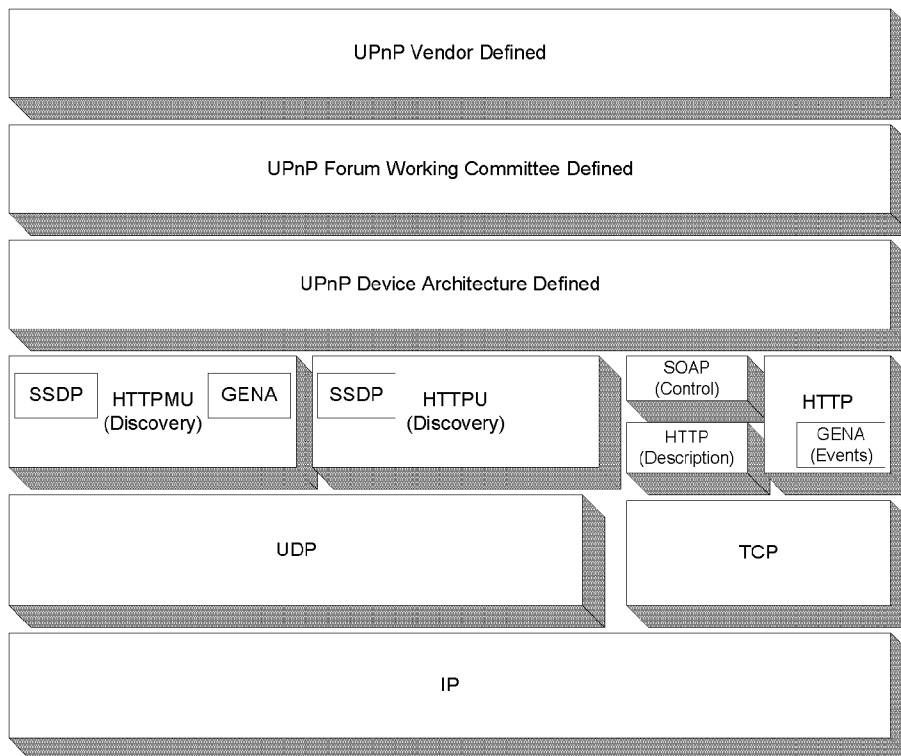 UPnP Vendor Defined
UPnP Forum Working Committee Defined
UPnP Device Architecture Defined
SSDP
HTTPMU
(Discovery)
GENA
SSDP
HTTPU
(Discovery)
SOAP
(Control)
HTTP
(Description)
HTTP
GENA
(Events)
UDP
TCP
IP